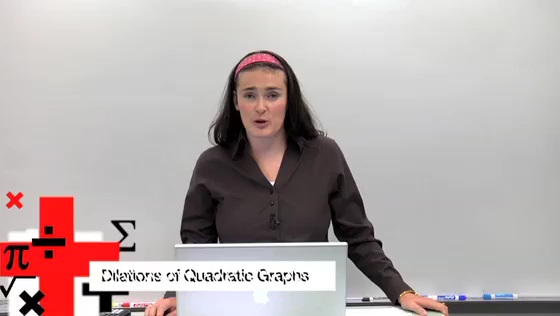 Dilations of Quadratic Graphs
π ÷ Σ
√ × +